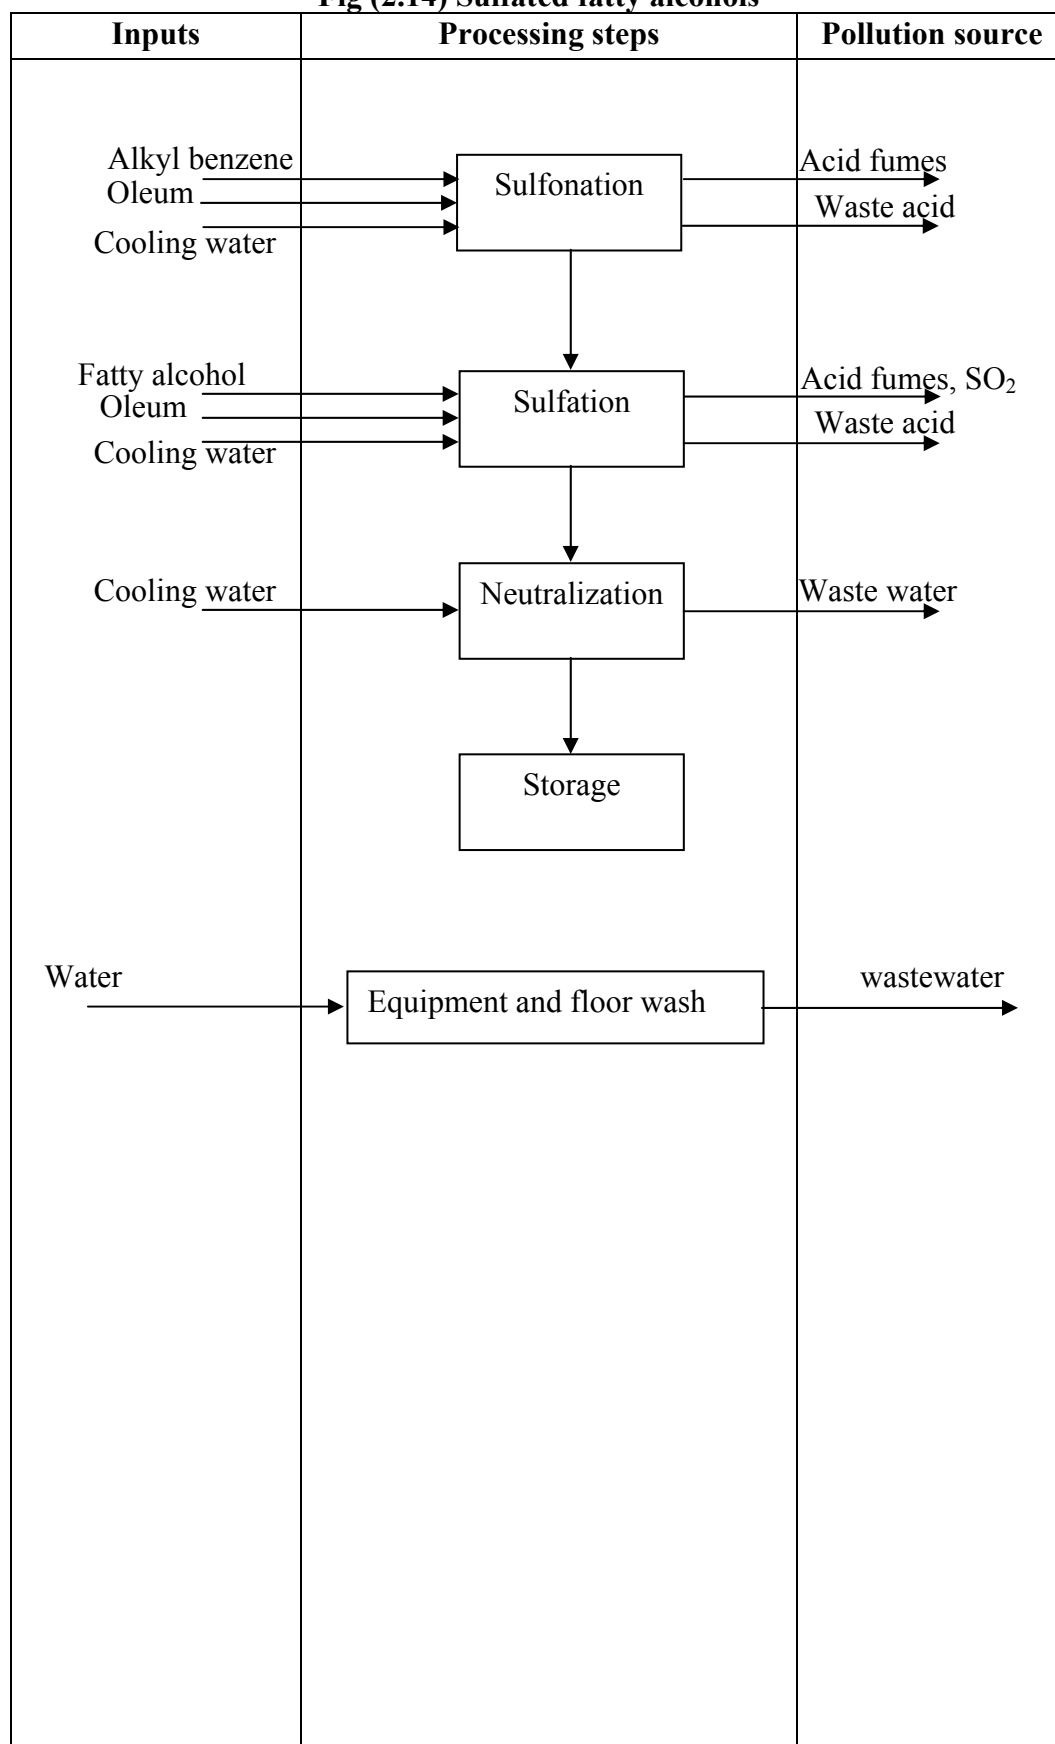 Fig (2.14) Sulfated fatty alcohols
Inputs
Processing steps
Pollution source
Alkyl benzene
Oleum
Cooling water
Sulfonation
Acid fumes
Waste acid
Fatty alcohol
Oleum
Cooling water
Sulfation
Acid fumes, SO₂
Waste acid
Cooling water
Neutralization
Waste water
Storage
Water
Equipment and floor wash
wastewater